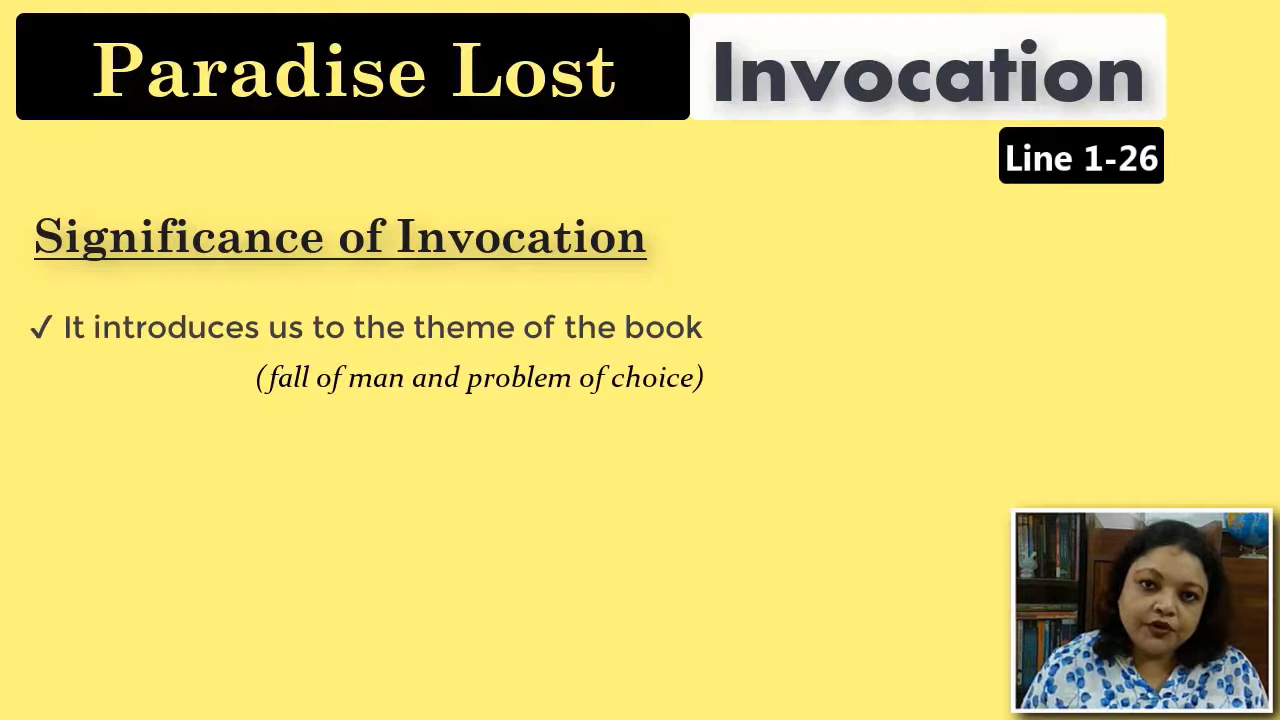 Paradise Lost Invocation
Line 1-26
Significance of Invocation
✓ It introduces us to the theme of the book
(fall of man and problem of choice)